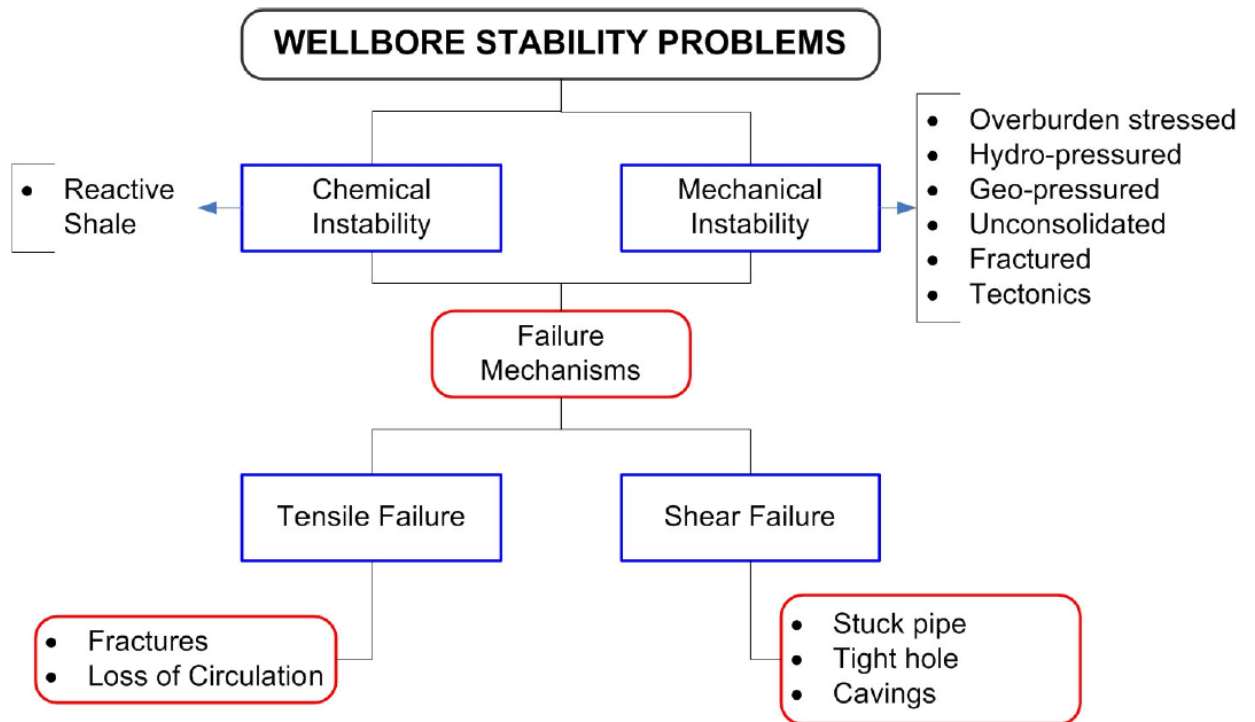 WELLBORE STABILITY PROBLEMS
• Reactive
Shale
Chemical
Instability
Mechanical
Instability
• Overburden stressed
• Hydro-pressured
• Geo-pressured
• Unconsolidated
• Fractured
• Tectonics
Failure
Mechanisms
Tensile Failure
Shear Failure
• Fractures
• Loss of Circulation
• Stuck pipe
• Tight hole
• Cavings